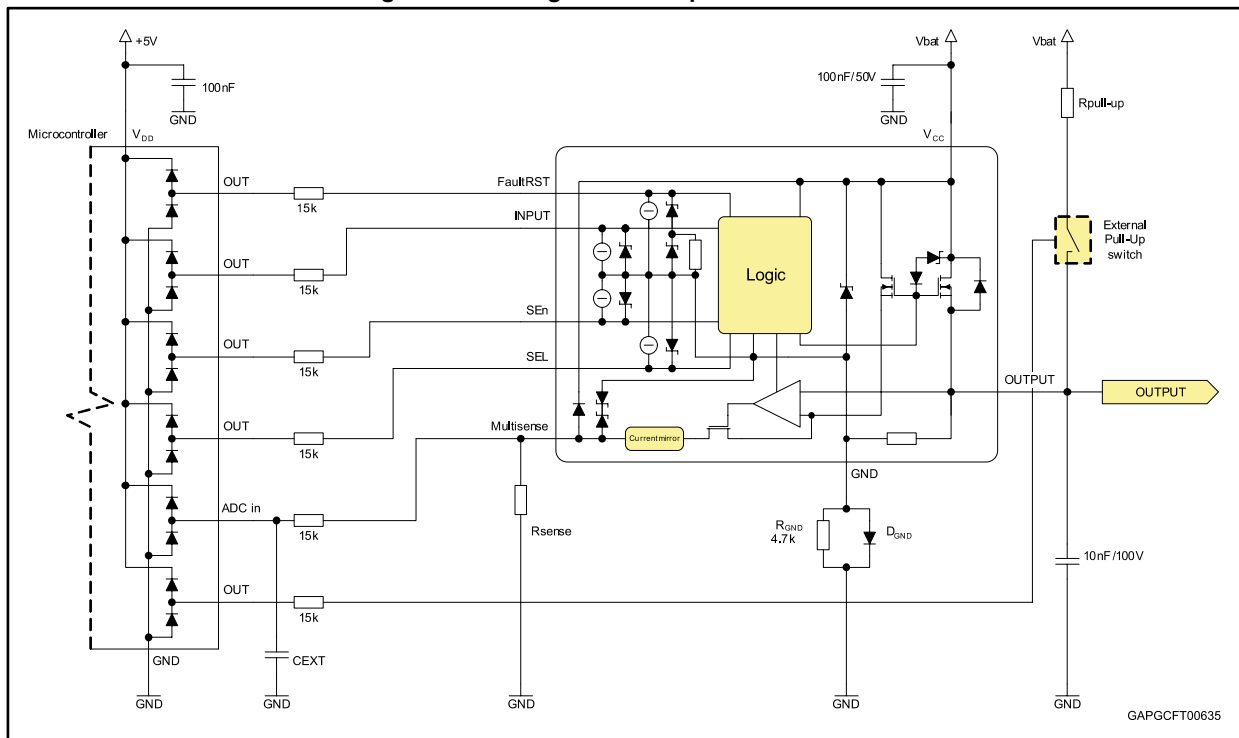 +5V
Vbat
Vbat
100nF
GND
100nF/50V
GND
Rpull-up
Microcontroller
VDD
VCC
OUT
15k
FaultRST
INPUT
OUT
15k
External
Pull-Up
switch
Logic
SEn
OUT
15k
SEL
OUTPUT
OUTPUT
OUT
15k
Multisense
Currentmirror
GND
ADC in
15k
Rsense
RGND
4.7k
DGND
10nF/100V
OUT
15k
GND
CEXT
GND
GND
GND
GND
GND
GAPGCFT00635